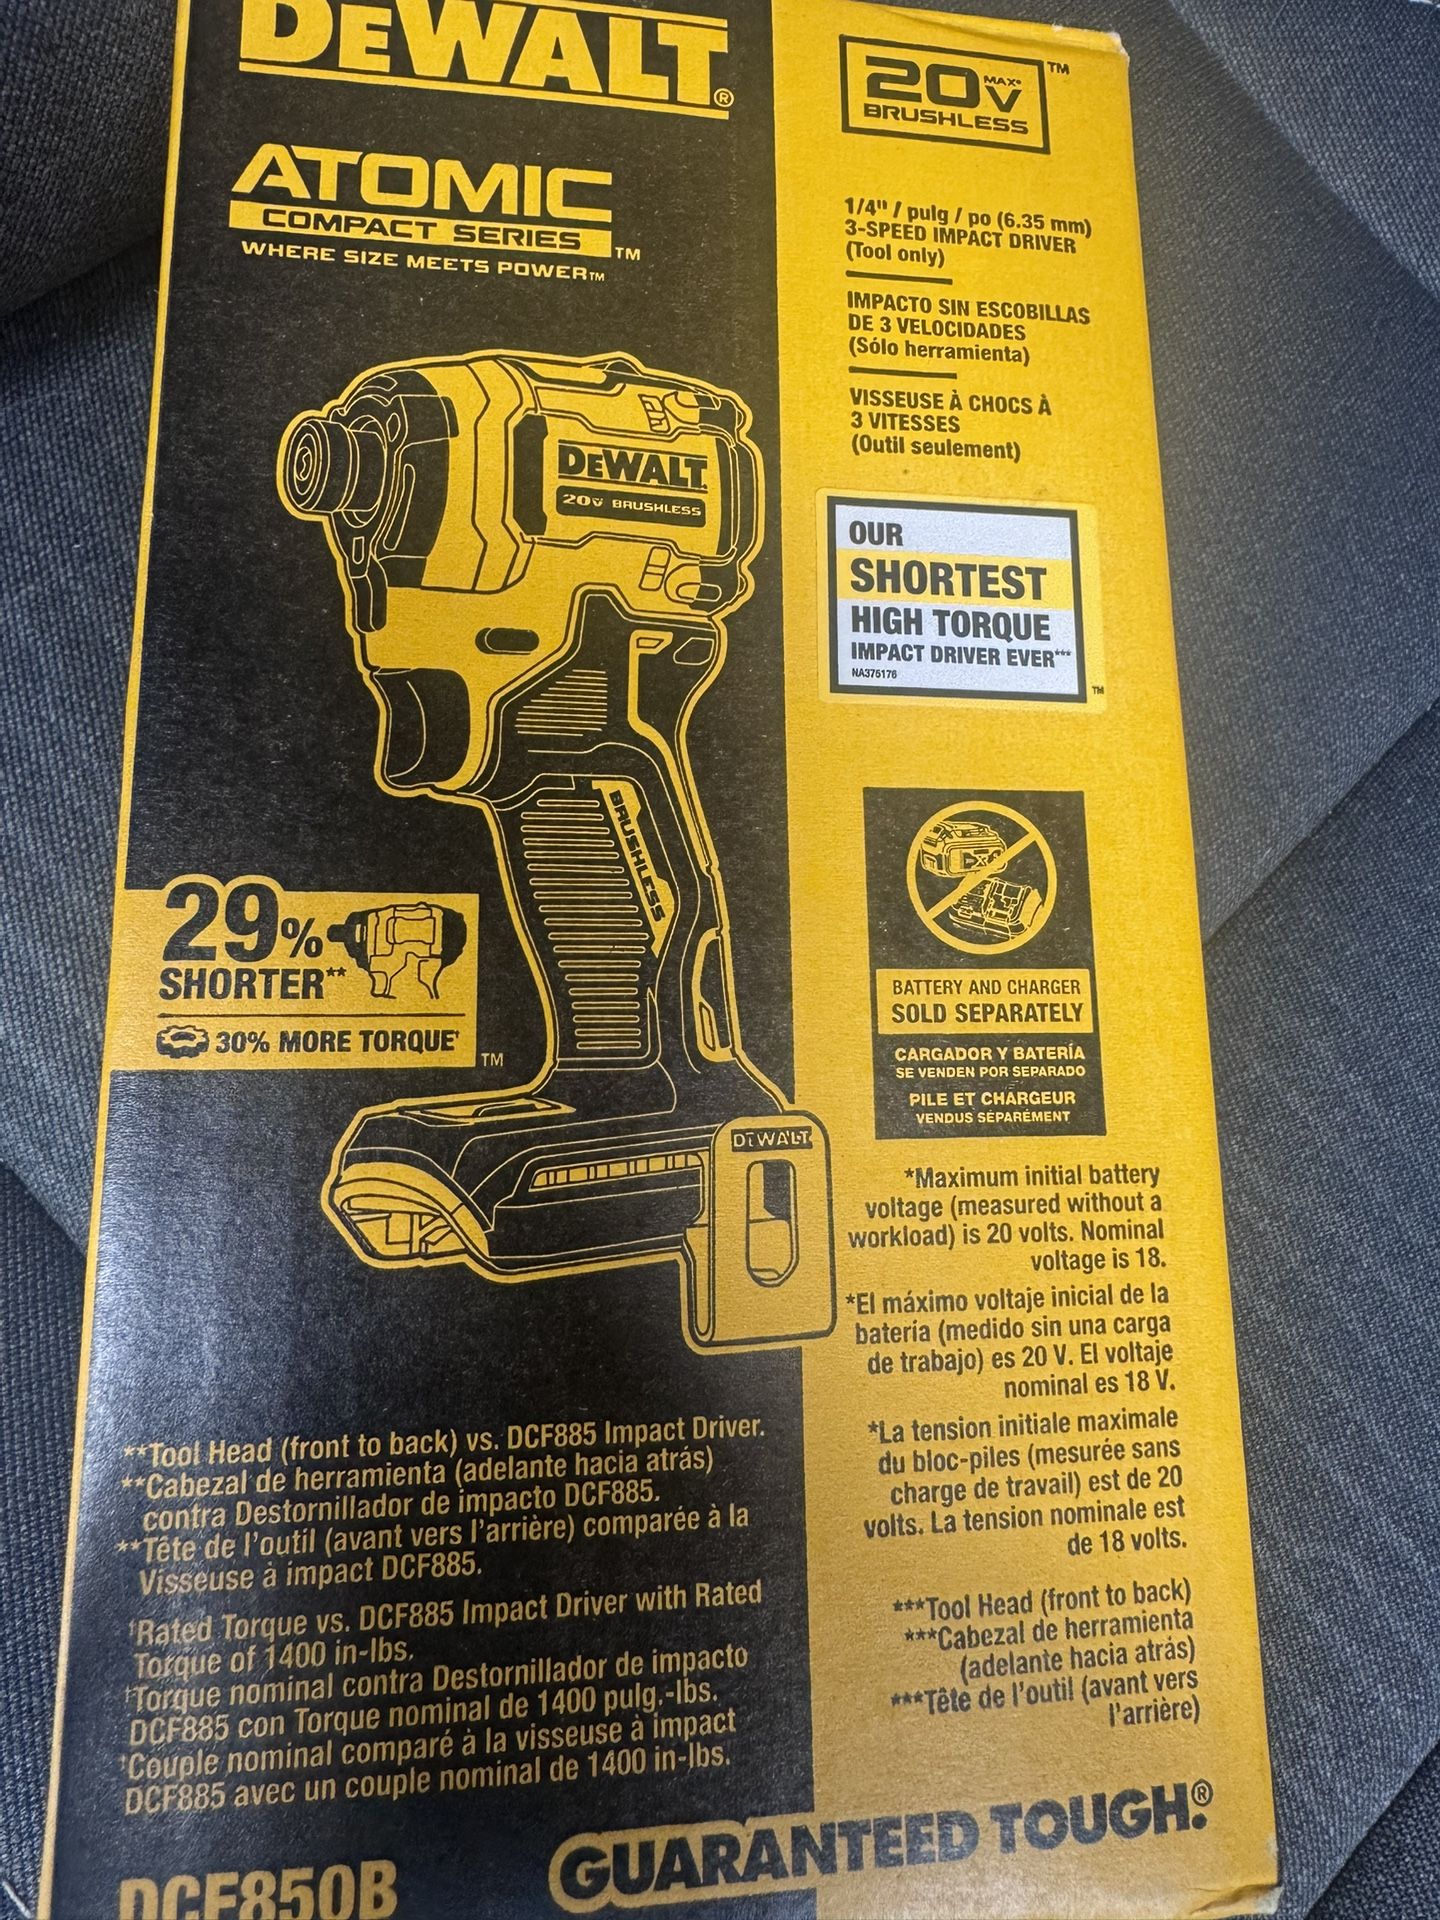 DEWALT®
ATOMIC
COMPACT SERIES™
WHERE SIZE MEETS POWER™
DEWALT
20V BRUSHLESS
BRUSHLESS
29%
SHORTER**
30% MORE TORQUE†
™
DEWALT
**Tool Head (front to back) vs. DCF885 Impact Driver.
**Cabezal de herramienta (adelante hacia atrás)
contra Destornillador de impacto DCF885.
**Tête de l'outil (avant vers l'arrière) comparée à la
Visseuse à impact DCF885.
†Rated Torque vs. DCF885 Impact Driver with Rated
Torque of 1400 in-lbs.
†Torque nominal contra Destornillador de impacto
DCF885 con Torque nominal de 1400 pulg.-lbs.
†Couple nominal comparé à la visseuse à impact
DCF885 avec un couple nominal de 1400 in-lbs.
DCF850B
20V MAX*
BRUSHLESS
™
1/4" / pulg / po (6.35 mm)
3-SPEED IMPACT DRIVER
(Tool only)
IMPACTO SIN ESCOBILLAS
DE 3 VELOCIDADES
(Sólo herramienta)
VISSEUSE À CHOCS À
3 VITESSES
(Outil seulement)
OUR
SHORTEST
HIGH TORQUE
IMPACT DRIVER EVER***
NA375176
™
BATTERY AND CHARGER
SOLD SEPARATELY
CARGADOR Y BATERÍA
SE VENDEN POR SEPARADO
PILE ET CHARGEUR
VENDUS SÉPARÉMENT
*Maximum initial battery
voltage (measured without a
workload) is 20 volts. Nominal
voltage is 18.
*El máximo voltaje inicial de la
batería (medido sin una carga
de trabajo) es 20 V. El voltaje
nominal es 18 V.
*La tension initiale maximale
du bloc-piles (mesurée sans
charge de travail) est de 20
volts. La tension nominale est
de 18 volts.
***Tool Head (front to back)
***Cabezal de herramienta
(adelante hacia atrás)
***Tête de l'outil (avant vers
l'arrière)
GUARANTEED TOUGH.®